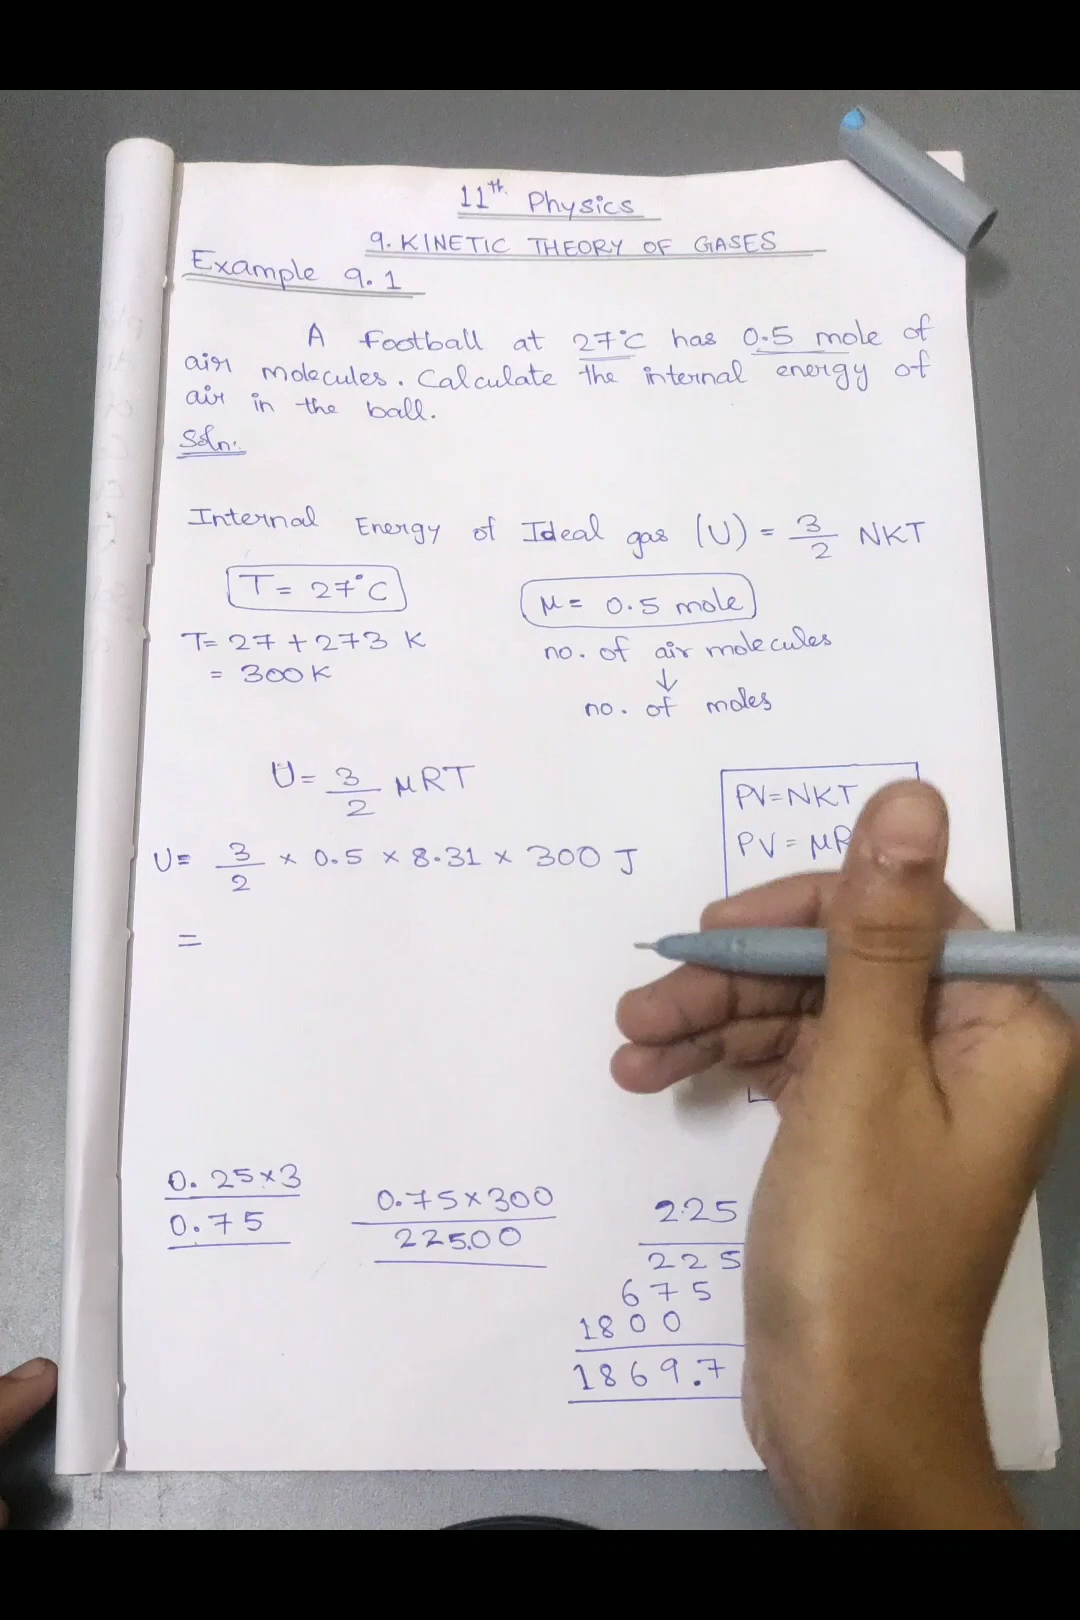 11th Physics
9. KINETIC THEORY OF GASES
Example 9.1
A Football at 27°C has 0.5 mole of
air molecules. Calculate the internal energy of
air in the ball.
Soln:
Internal Energy of Ideal gas (U) = 3/2 NKT
T = 27°C
μ = 0.5 mole
T = 27 + 273 K
= 300 K
no. of air molecules
↓
no. of moles
U = 3/2 μRT
PV = NKT
PV = μR
U = 3/2 × 0.5 × 8.31 × 300 J
=
0.25×3
0.75
0.75×300
225.00
225
225
675
1800
1869.7